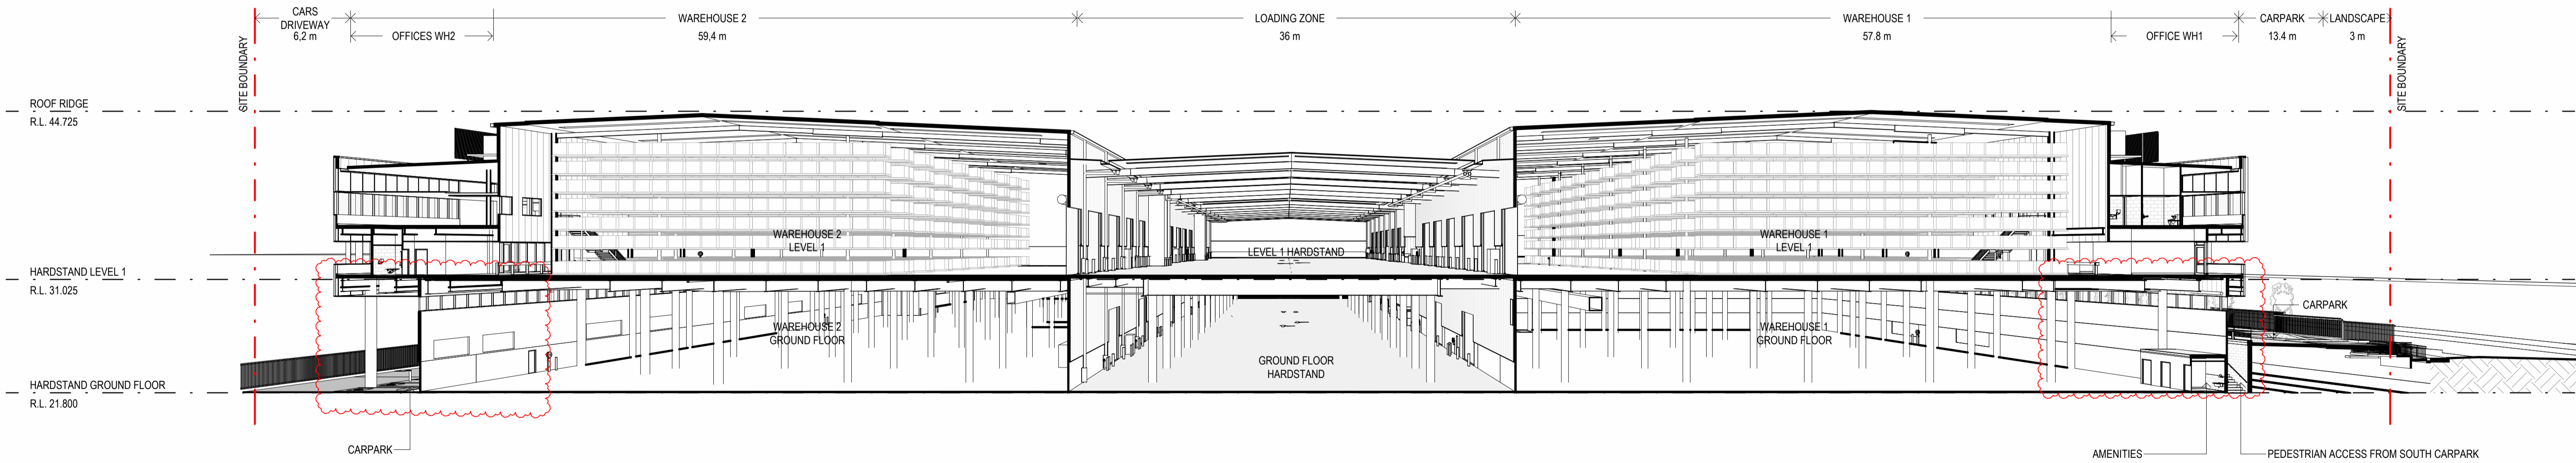 CARS
DRIVEWAY
6,2 m
OFFICES WH2
WAREHOUSE 2
59,4 m
LOADING ZONE
36 m
WAREHOUSE 1
57.8 m
OFFICE WH1
CARPARK
13.4 m
LANDSCAPE
3 m
SITE BOUNDARY
SITE BOUNDARY
ROOF RIDGE
R.L. 44.725
WAREHOUSE 2
LEVEL 1
LEVEL 1 HARDSTAND
WAREHOUSE 1
LEVEL 1
HARDSTAND LEVEL 1
R.L. 31.025
CARPARK
WAREHOUSE 2
GROUND FLOOR
WAREHOUSE 1
GROUND FLOOR
GROUND FLOOR
HARDSTAND
HARDSTAND GROUND FLOOR
R.L. 21.800
CARPARK
AMENITIES
PEDESTRIAN ACCESS FROM SOUTH CARPARK